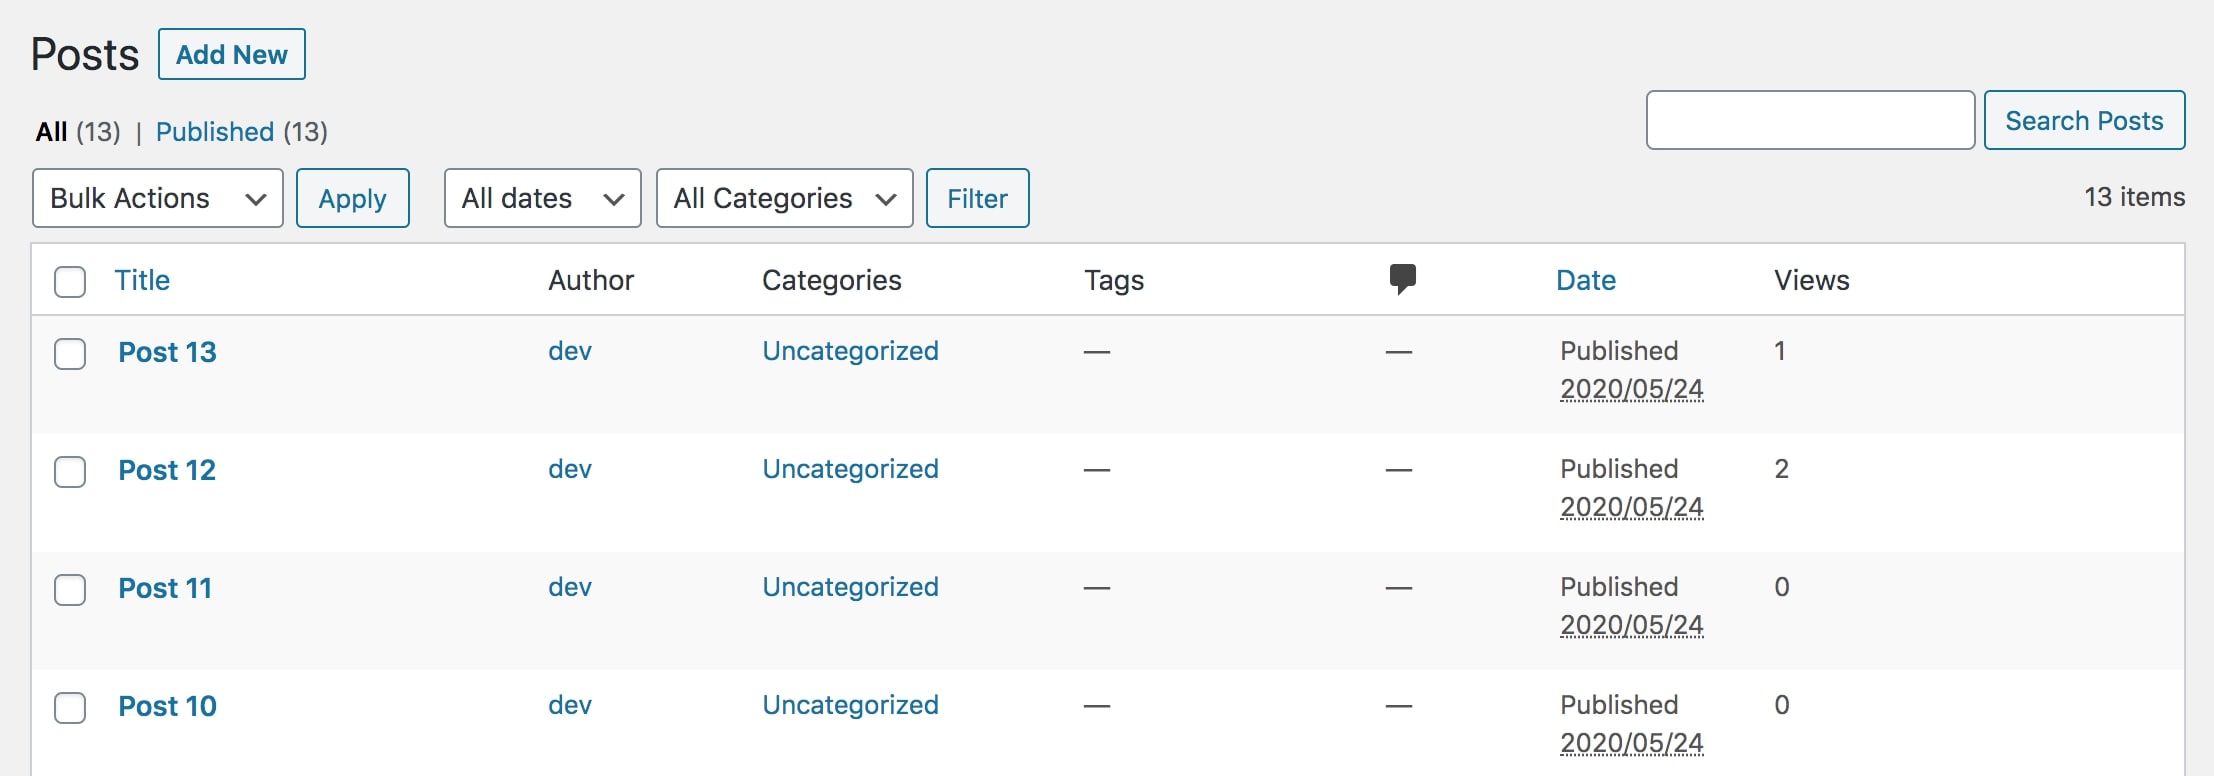 Posts Add New
All (13) | Published (13)
Search Posts
Bulk Actions Apply All dates All Categories Filter 13 items
Title Author Categories Tags Date Views
Post 13 dev Uncategorized — — Published 1
2020/05/24
Post 12 dev Uncategorized — — Published 2
2020/05/24
Post 11 dev Uncategorized — — Published 0
2020/05/24
Post 10 dev Uncategorized — — Published 0
2020/05/24